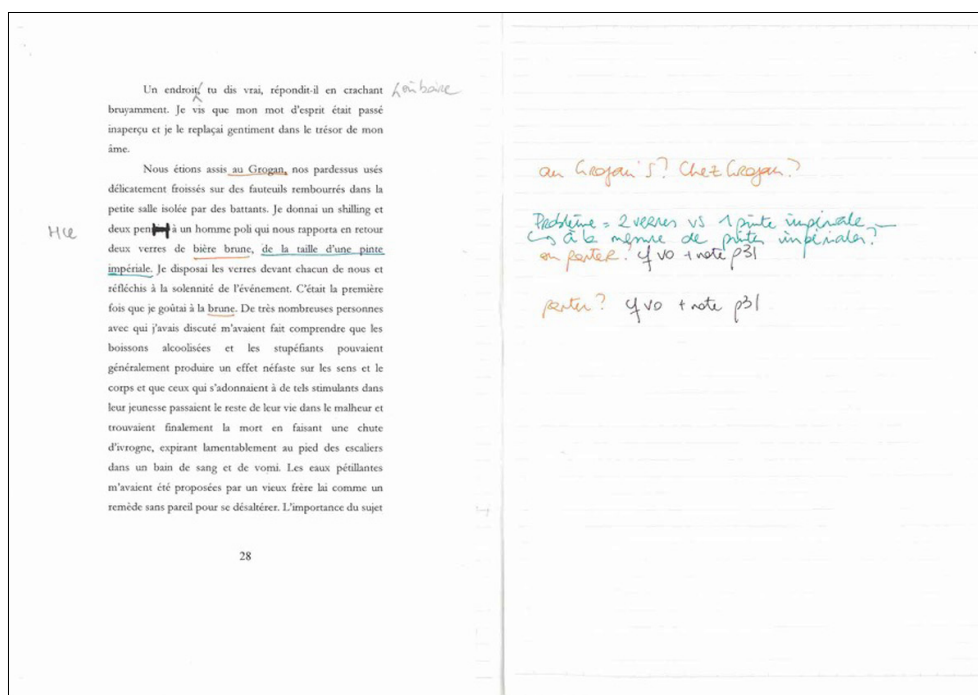 Un endroit, tu dis vrai, répondit-il en crachant
bruyamment. Je vis que mon mot d'esprit était passé
inaperçu et je le replaçai gentiment dans le trésor de mon
âme.
Nous étions assis au Grogan, nos pardessus usés
délicatement froissés sur des fauteuils rembourrés dans la
petite salle isolée par des battants. Je donnai un shilling et
deux pen à un homme poli qui nous rapporta en retour
deux verres de bière brune, de la taille d'une pinte
impériale. Je disposai les verres devant chacun de nous et
réfléchis à la solennité de l'événement. C'était la première
fois que je goûtai à la brune. De très nombreuses personnes
avec qui j'avais discuté m'avaient fait comprendre que les
boissons alcoolisées et les stupéfiants pouvaient
généralement produire un effet néfaste sur les sens et le
corps et que ceux qui s'adonnaient à de tels stimulants dans
leur jeunesse passaient le reste de leur vie dans le malheur et
trouvaient finalement la mort en faisant une chute
d'ivrogne, expirant lamentablement au pied des escaliers
dans un bain de sang et de vomi. Les eaux pétillantes
m'avaient été proposées par un vieux frère lai comme un
remède sans pareil pour se désaltérer. L'importance du sujet
28
au Grogan's? Chez Grogan?
Problème = 2 verres vs 1 pinte impériale
à la mesure de pintes impériales?
ou porter? cf VO + note p31
porter? cf VO + note p31